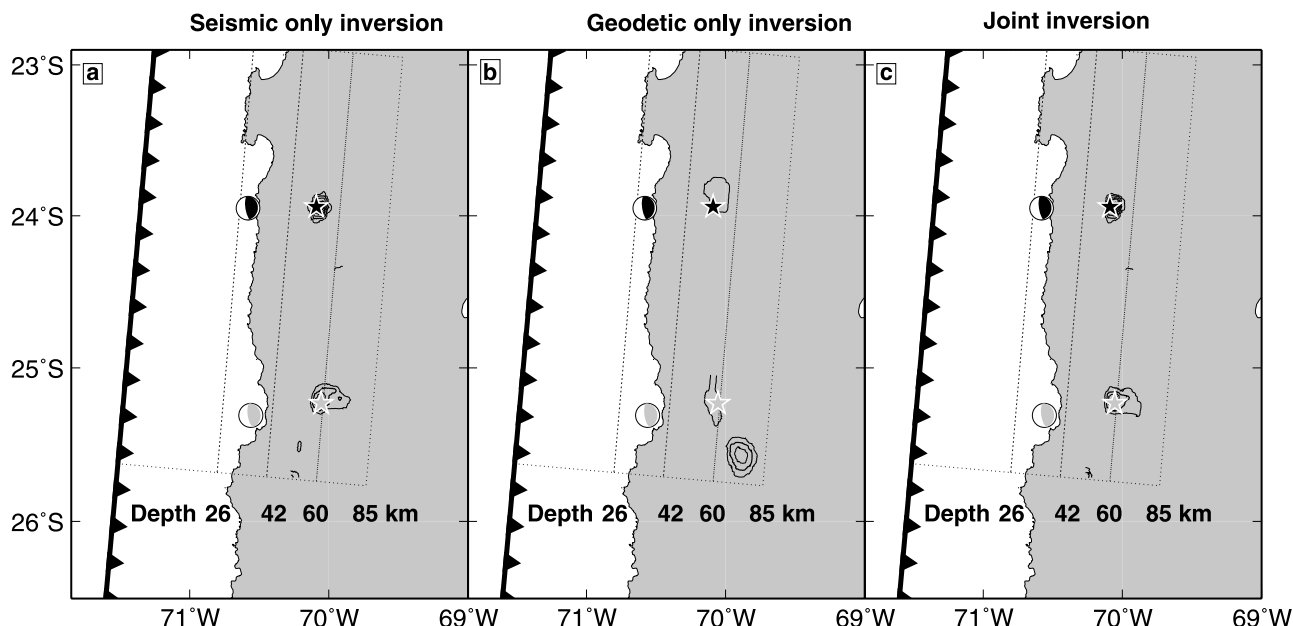 Seismic only inversion
Geodetic only inversion
Joint inversion
23°S
24°S
25°S
26°S
a
b
c
Depth 26 42 60 85 km
Depth 26 42 60 85 km
Depth 26 42 60 85 km
71°W 70°W 69°W 71°W 70°W 69°W 71°W 70°W 69°W